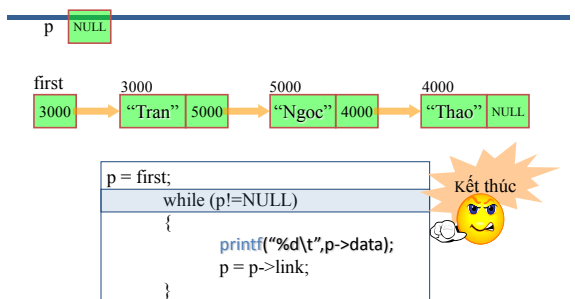 p NULL
first 3000 5000 4000
3000 “Tran” 5000 “Ngoc” 4000 “Thao” NULL
p = first;
while (p!=NULL)
{
printf(“%d\t”,p->data);
p = p->link;
}
Kết thúc